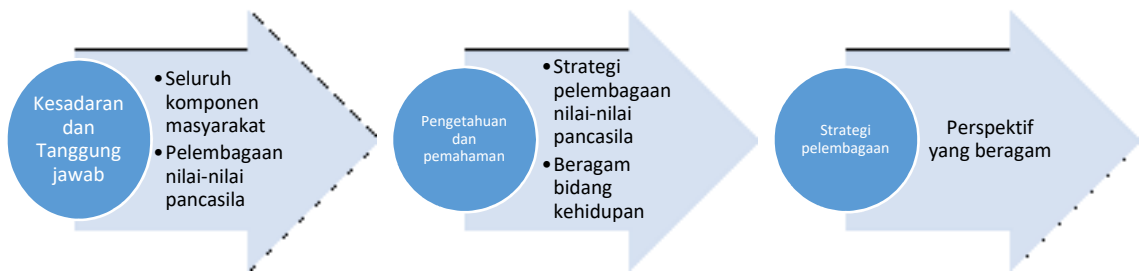 Kesadaran
dan
Tanggung
jawab
•Seluruh
komponen
masyarakat
•Pelembagaan
nilai-nilai
pancasila
Pengetahuan
dan
pemahaman
•Strategi
pelembagaan
nilai-nilai
pancasila
•Beragam
bidang
kehidupan
Strategi
pelembagaan
Perspektif
yang beragam